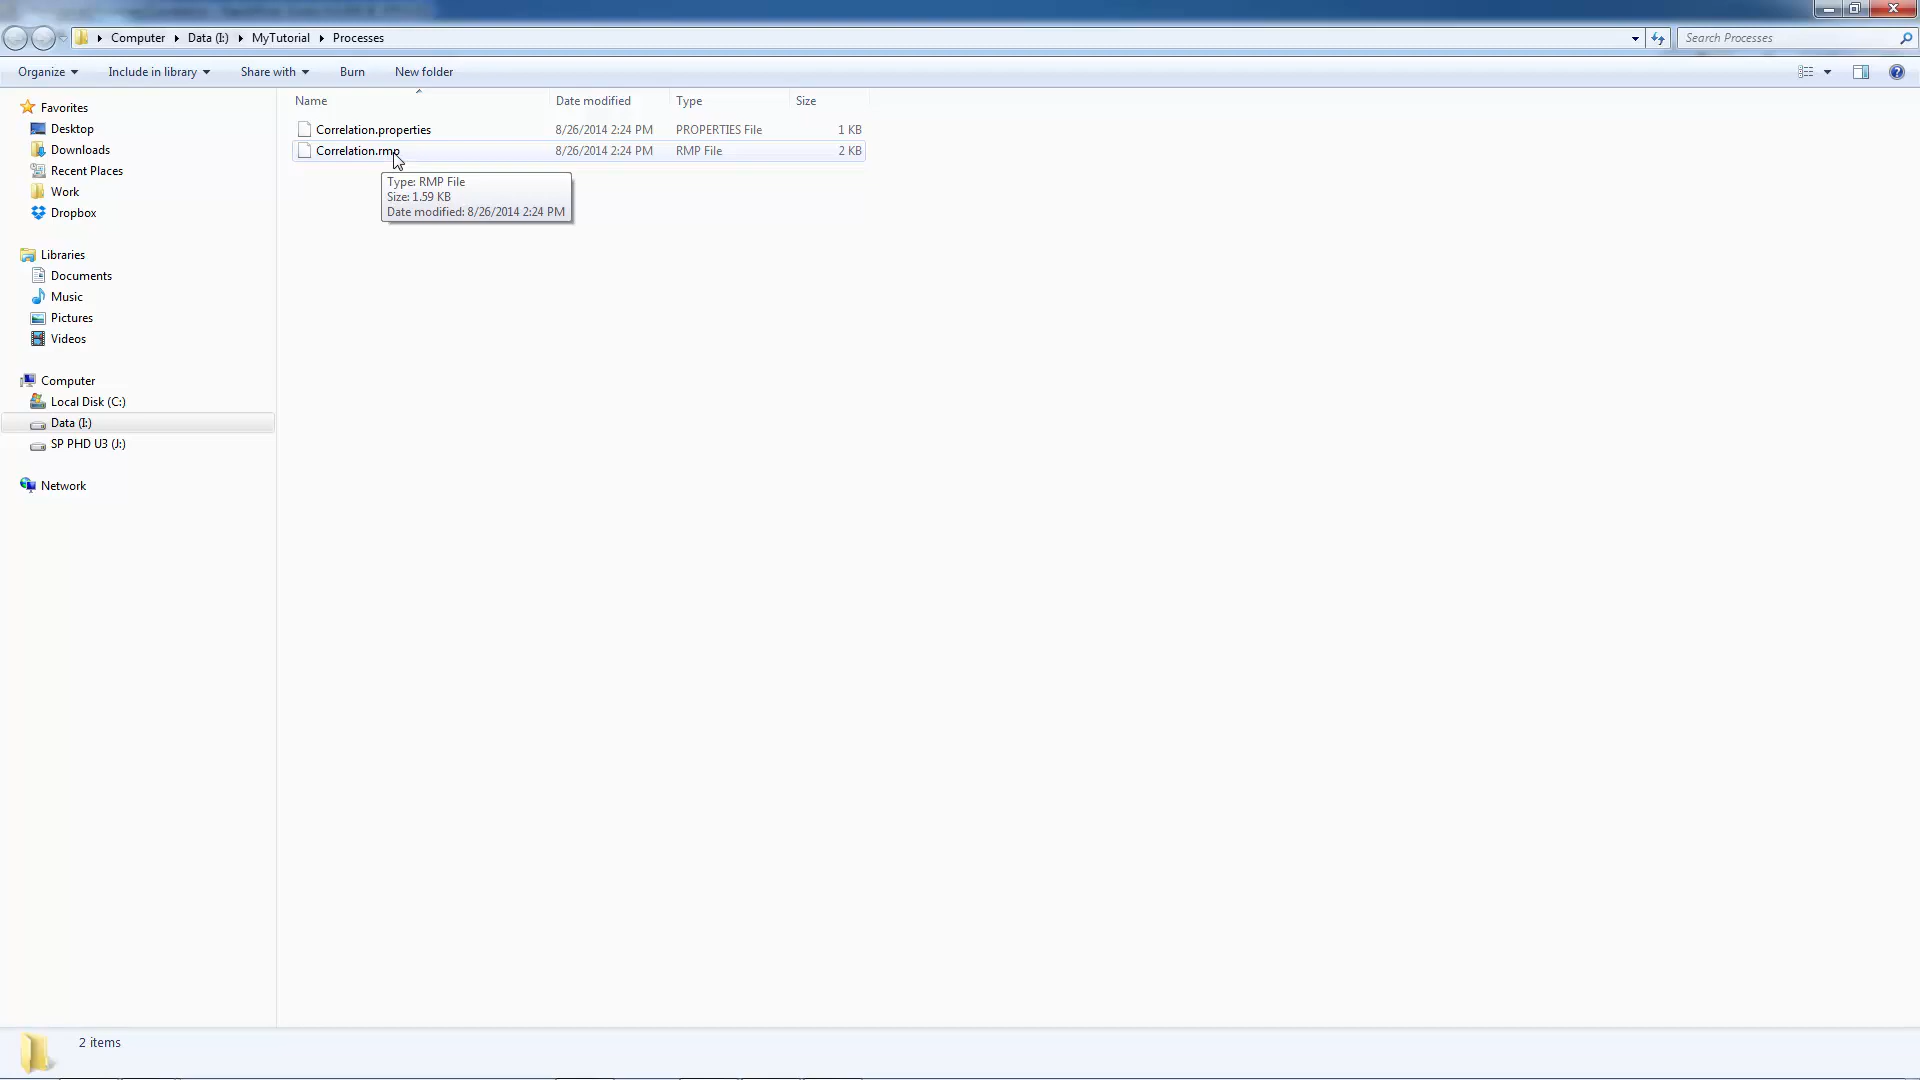 Computer Data (I:) MyTutorial Processes
Search Processes
Organize Include in library Share with Burn New folder
Name Date modified Type Size
Correlation.properties 8/26/2014 2:24 PM PROPERTIES File 1 KB
Correlation.rmp 8/26/2014 2:24 PM RMP File 2 KB
Type: RMP File
Size: 1.59 KB
Date modified: 8/26/2014 2:24 PM
Favorites
Desktop
Downloads
Recent Places
Work
Dropbox
Libraries
Documents
Music
Pictures
Videos
Computer
Local Disk (C:)
Data (I:)
SP PHD U3 (J:)
Network
2 items